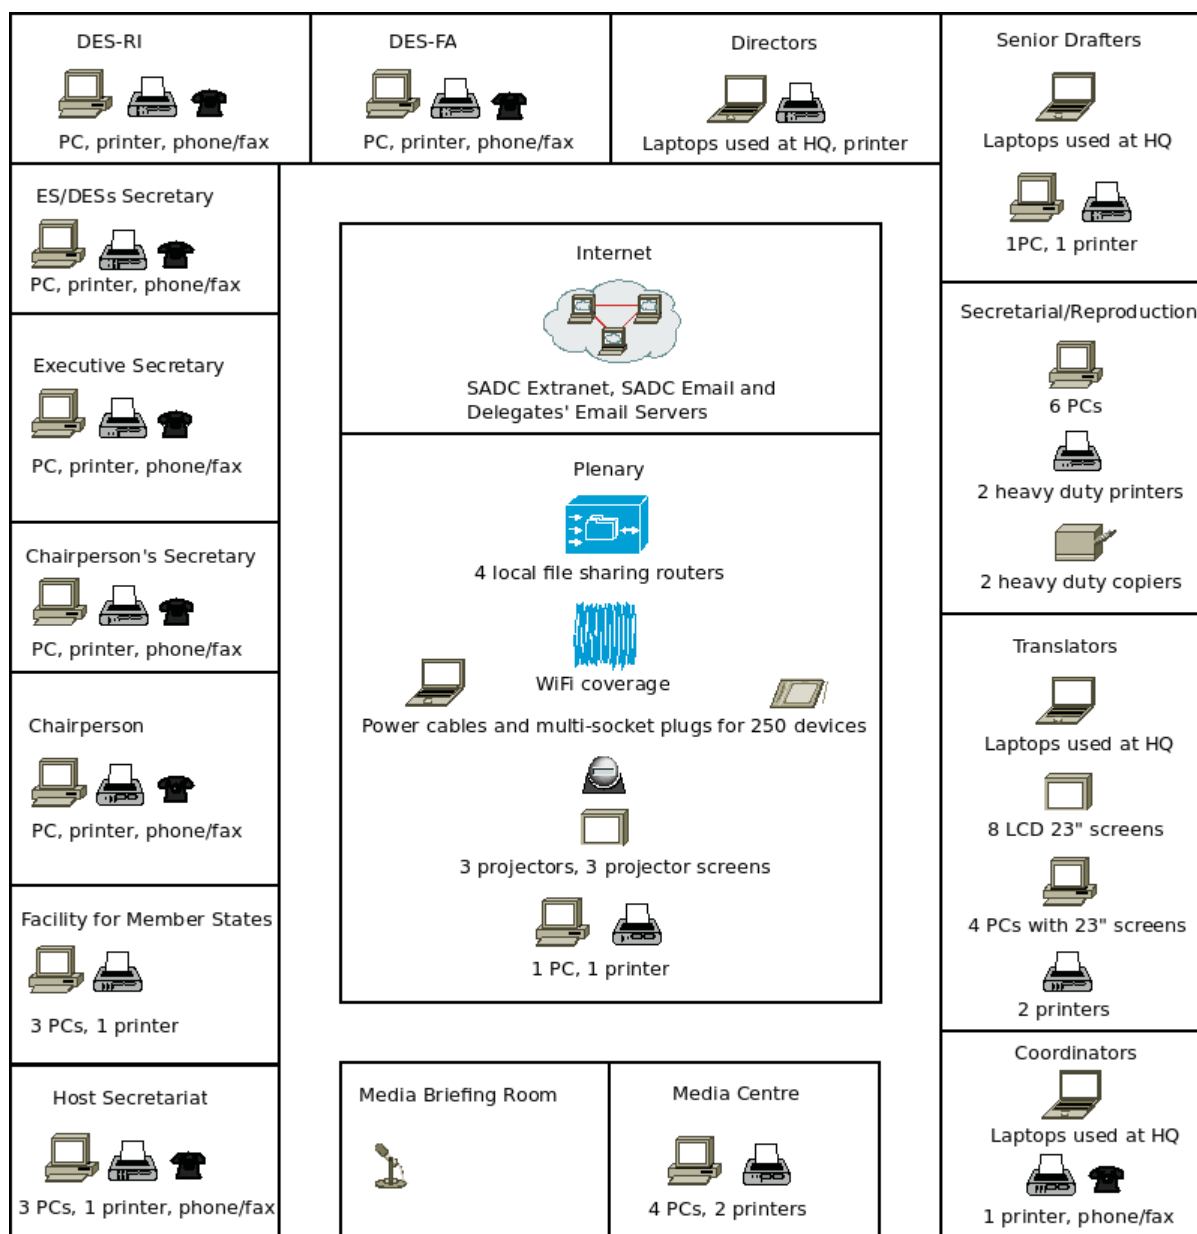 DES-RI
PC, printer, phone/fax
DES-FA
PC, printer, phone/fax
Directors
Laptops used at HQ, printer
Senior Drafters
Laptops used at HQ
1PC, 1 printer
ES/DESs Secretary
PC, printer, phone/fax
Executive Secretary
PC, printer, phone/fax
Chairperson's Secretary
PC, printer, phone/fax
Chairperson
PC, printer, phone/fax
Facility for Member States
3 PCs, 1 printer
Host Secretariat
3 PCs, 1 printer, phone/fax
Internet
SADC Extranet, SADC Email and
Delegates' Email Servers
Plenary
4 local file sharing routers
WiFi coverage
Power cables and multi-socket plugs for 250 devices
3 projectors, 3 projector screens
1 PC, 1 printer
Media Briefing Room
Media Centre
4 PCs, 2 printers
Secretarial/Reproduction
6 PCs
2 heavy duty printers
2 heavy duty copiers
Translators
Laptops used at HQ
8 LCD 23" screens
4 PCs with 23" screens
2 printers
Coordinators
Laptops used at HQ
1 printer, phone/fax